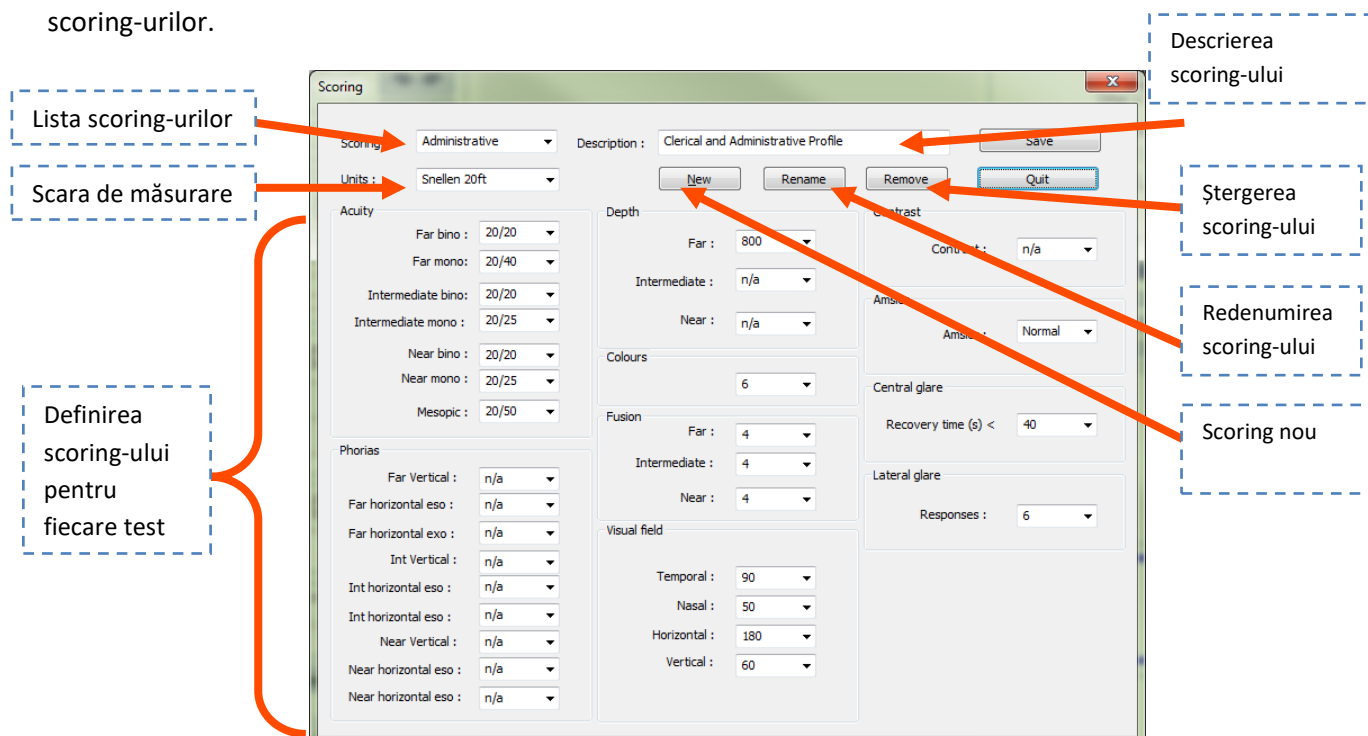 scoring-urilor.
Descrierea
scoring-ului
Scoring
Lista scoring-urilor
Scoring
Administrative
Description :
Clerical and Administrative Profile
Save
Scara de măsurare
Units :
Snellen 20ft
New
Rename
Remove
Quit
Ștergerea
scoring-ului
Redenumirea
scoring-ului
Scoring nou
Definirea
scoring-ului
pentru
fiecare test
Acuity
Far bino : 20/20
Far mono: 20/40
Intermediate bino: 20/20
Intermediate mono : 20/25
Near bino : 20/20
Near mono : 20/25
Mesopic : 20/50
Phorias
Far Vertical : n/a
Far horizontal eso : n/a
Far horizontal exo : n/a
Int Vertical : n/a
Int horizontal eso : n/a
Int horizontal eso : n/a
Near Vertical : n/a
Near horizontal eso : n/a
Near horizontal eso : n/a
Depth
Far : 800
Intermediate : n/a
Near : n/a
Colours
6
Fusion
Far : 4
Intermediate : 4
Near : 4
Visual field
Temporal : 90
Nasal : 50
Horizontal : 180
Vertical : 60
Contrast
Contrast : n/a
Amsler
Amsler : Normal
Central glare
Recovery time (s) < 40
Lateral glare
Responses : 6